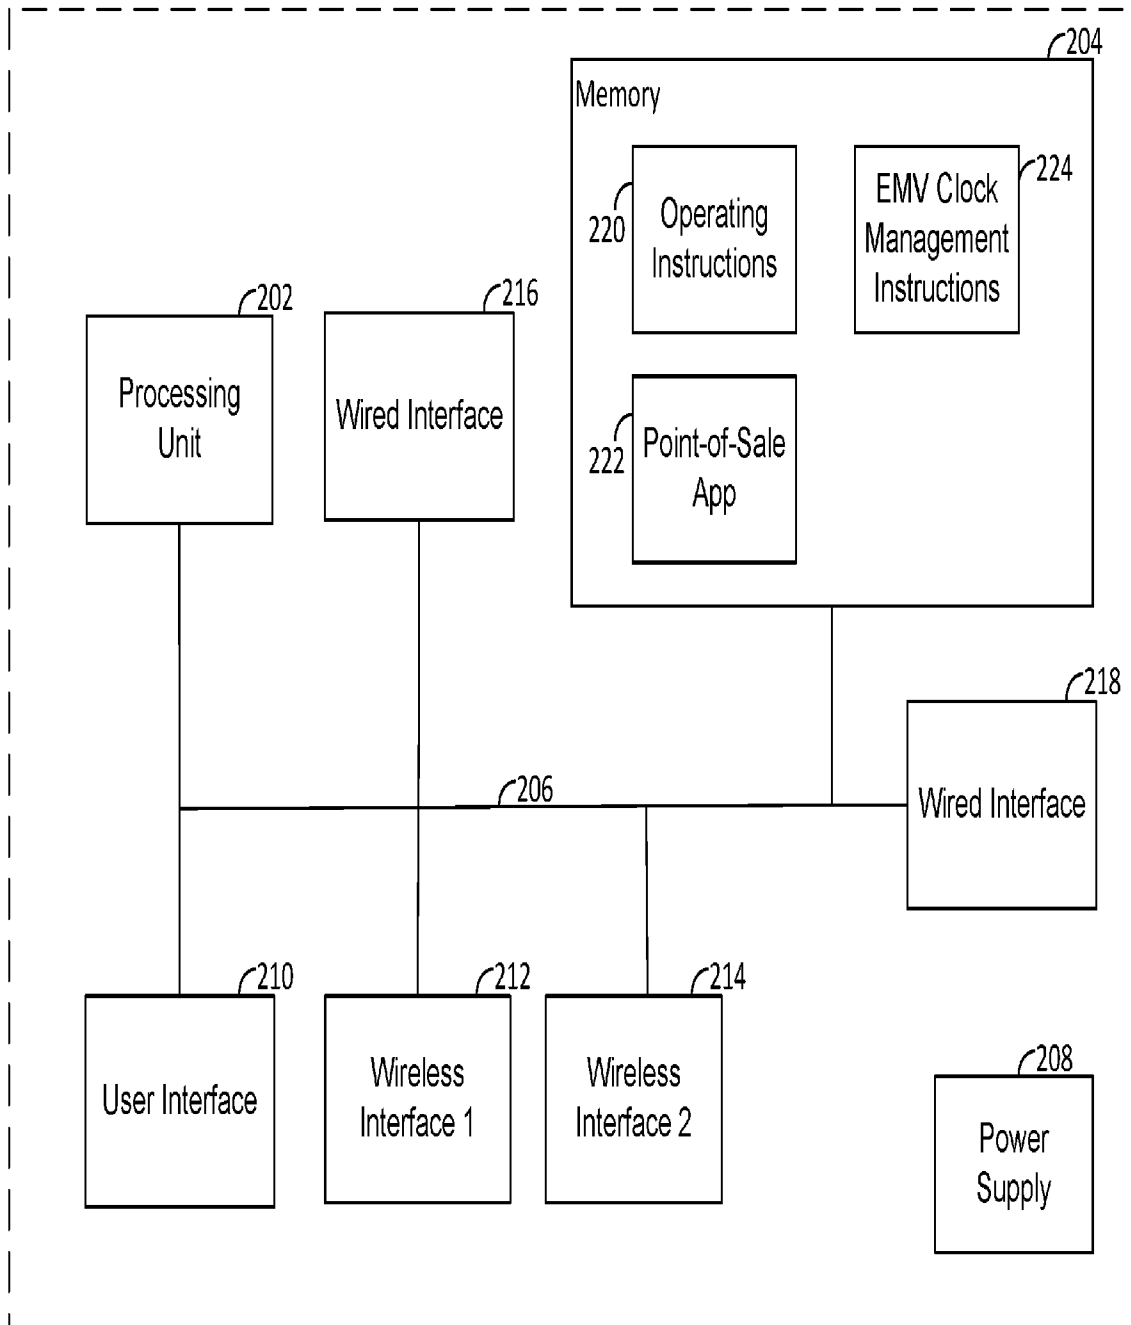 204
Memory
224
EMV Clock
Management
Instructions
220
Operating
Instructions
202
Processing
Unit
216
Wired Interface
222
Point-of-Sale
App
218
Wired Interface
206
210
User Interface
212
Wireless
Interface 1
214
Wireless
Interface 2
208
Power
Supply